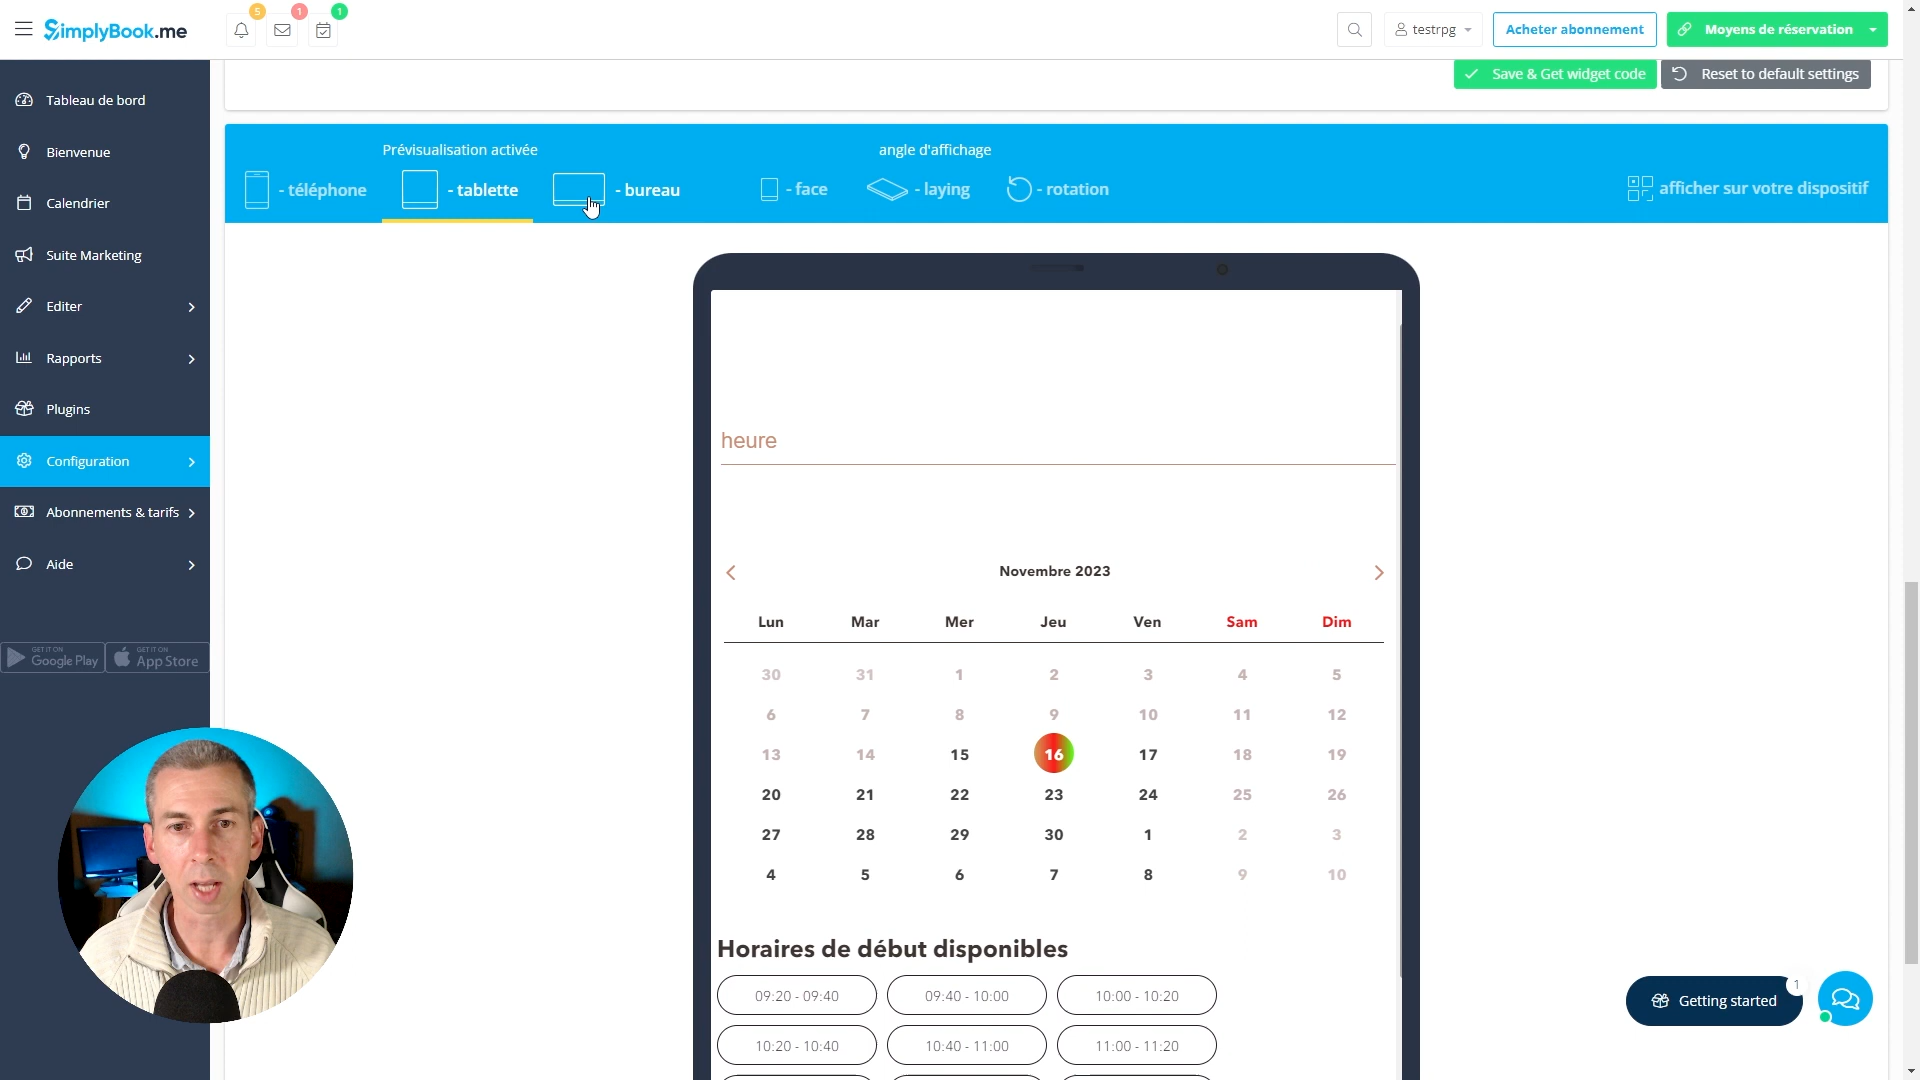 SimplyBook.me
5
1
1
testrpg
Acheter abonnement
Moyens de réservation
Save & Get widget code
Reset to default settings
Tableau de bord
Bienvenue
Calendrier
Suite Marketing
Editer
Rapports
Plugins
Configuration
Abonnements & tarifs
Aide
GET IT ON
Google Play
GET IT ON
App Store
Prévisualisation activée
angle d'affichage
- téléphone
- tablette
- bureau
- face
- laying
- rotation
afficher sur votre dispositif
heure
Novembre 2023
Lun Mar Mer Jeu Ven Sam Dim
30 31 1 2 3 4 5
6 7 8 9 10 11 12
13 14 15 16 17 18 19
20 21 22 23 24 25 26
27 28 29 30 1 2 3
4 5 6 7 8 9 10
Horaires de début disponibles
09:20 - 09:40 09:40 - 10:00 10:00 - 10:20
10:20 - 10:40 10:40 - 11:00 11:00 - 11:20
Getting started
1